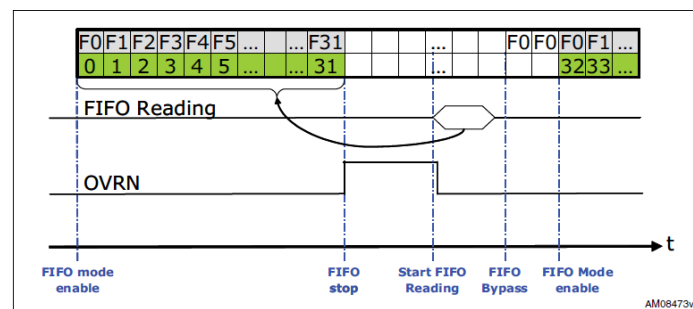 F0 F1 F2 F3 F4 F5 ... ... ... F31 ... F0 F0 F0 F1 ...
0 1 2 3 4 5 ... ... ... 31 ... 32 33 ...
FIFO Reading
OVRN
t
FIFO mode enable
FIFO stop
Start FIFO Reading
FIFO Bypass
FIFO Mode enable